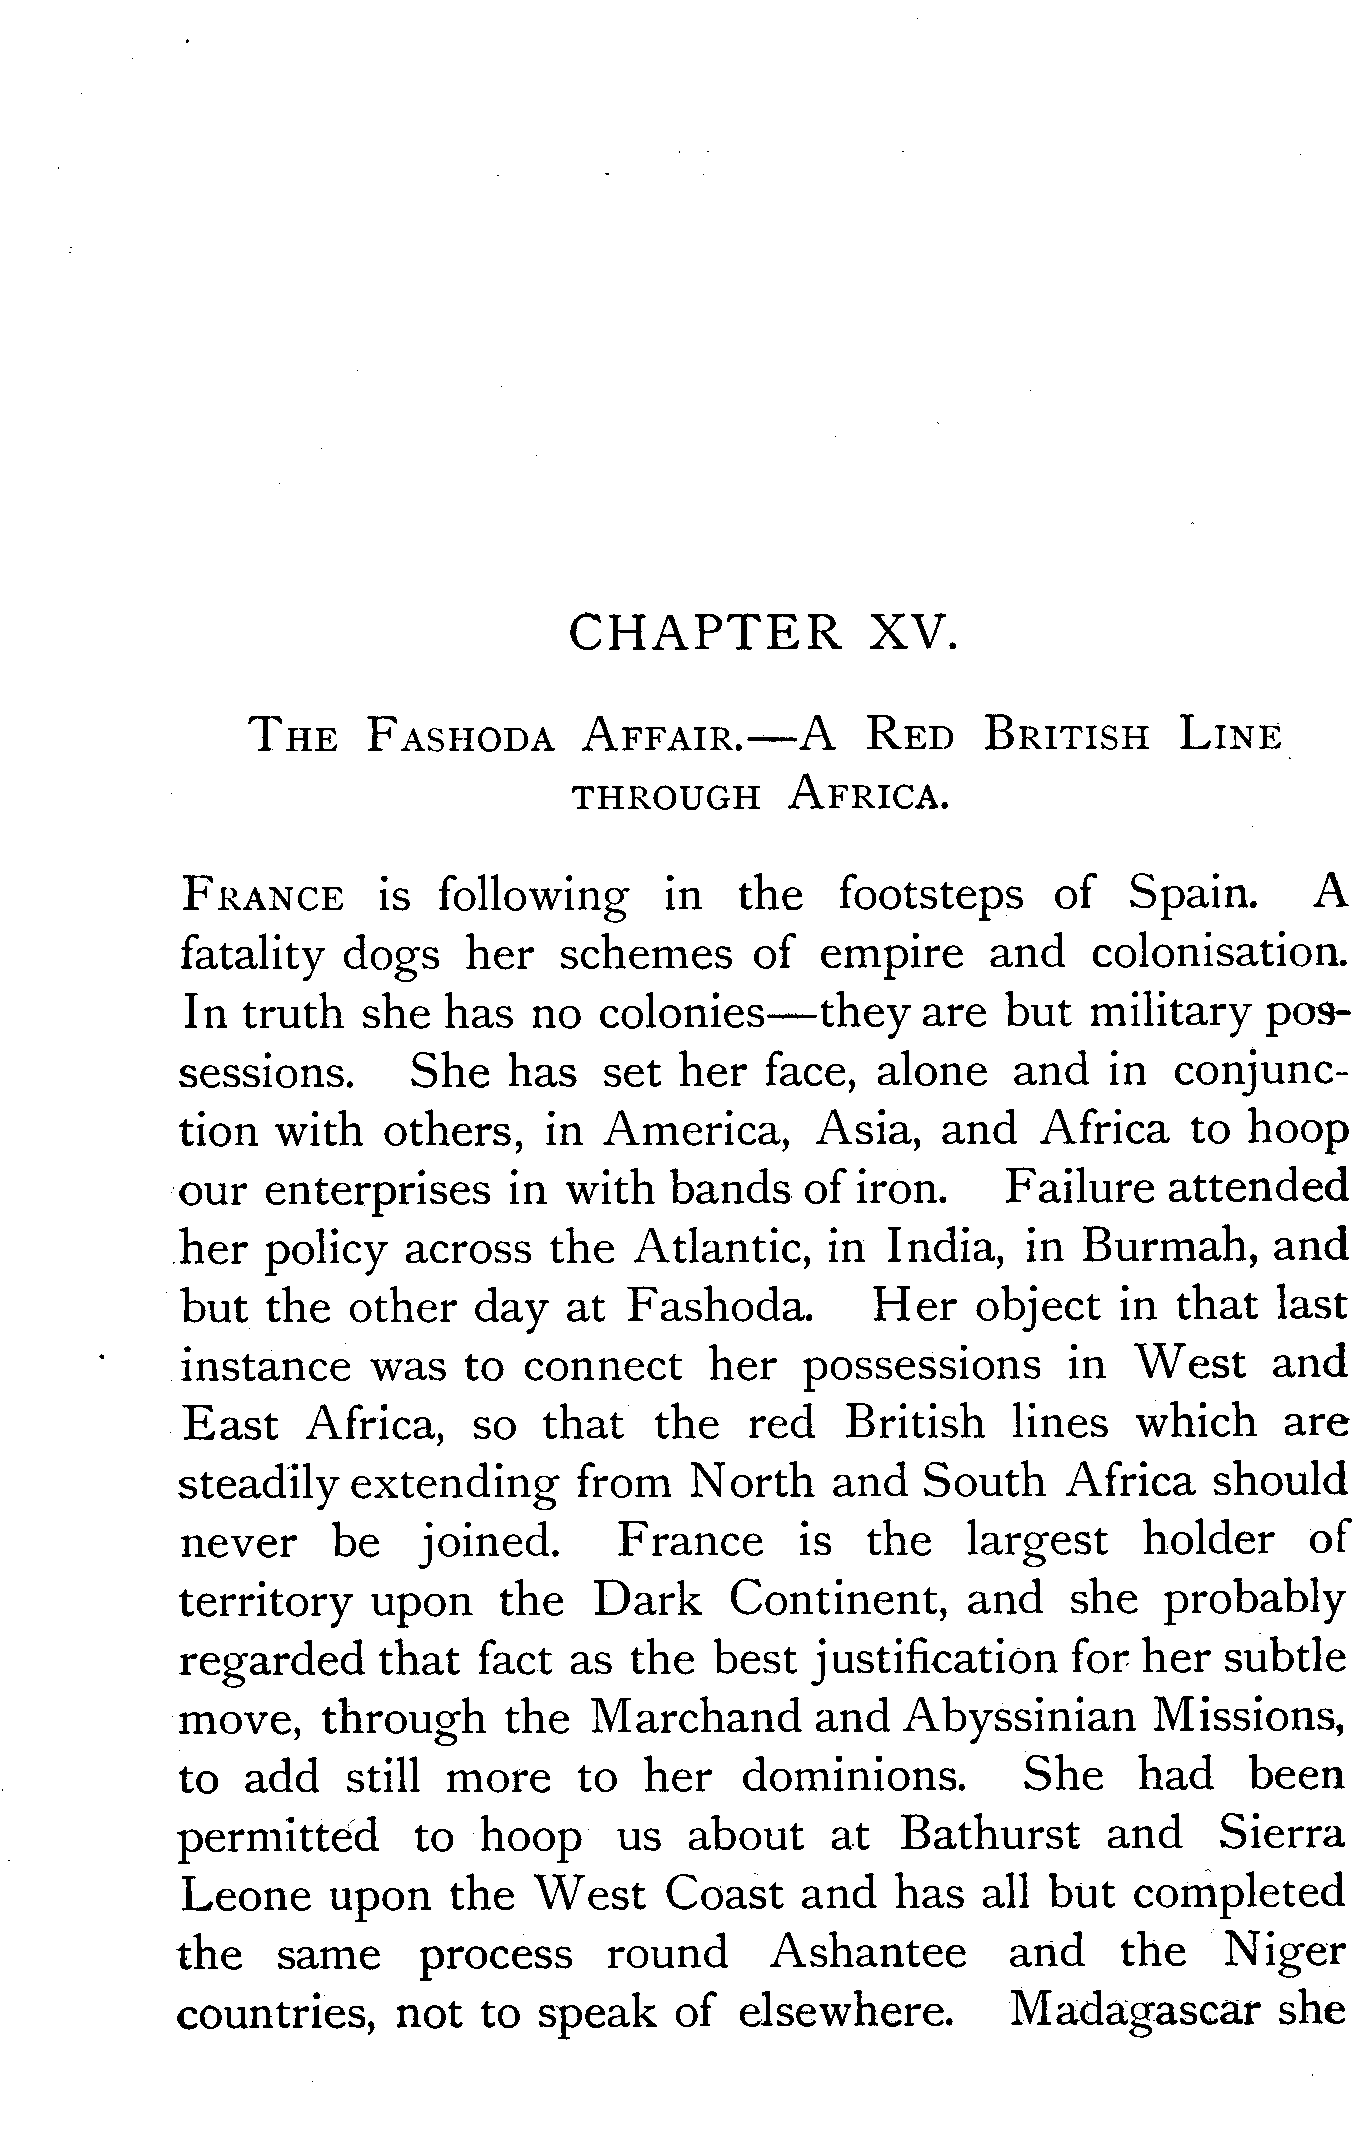 CHAPTER XV.
The Fashoda Affair.—A Red British Line
through Africa.
France is following in the footsteps of Spain. A
fatality dogs her schemes of empire and colonisation.
In truth she has no colonies—they are but military pos-
sessions. She has set her face, alone and in conjunc-
tion with others, in America, Asia, and Africa to hoop
our enterprises in with bands of iron. Failure attended
her policy across the Atlantic, in India, in Burmah, and
but the other day at Fashoda. Her object in that last
instance was to connect her possessions in West and
East Africa, so that the red British lines which are
steadily extending from North and South Africa should
never be joined. France is the largest holder of
territory upon the Dark Continent, and she probably
regarded that fact as the best justification for her subtle
move, through the Marchand and Abyssinian Missions,
to add still more to her dominions. She had been
permitted to hoop us about at Bathurst and Sierra
Leone upon the West Coast and has all but completed
the same process round Ashantee and the Niger
countries, not to speak of elsewhere. Madagascar she